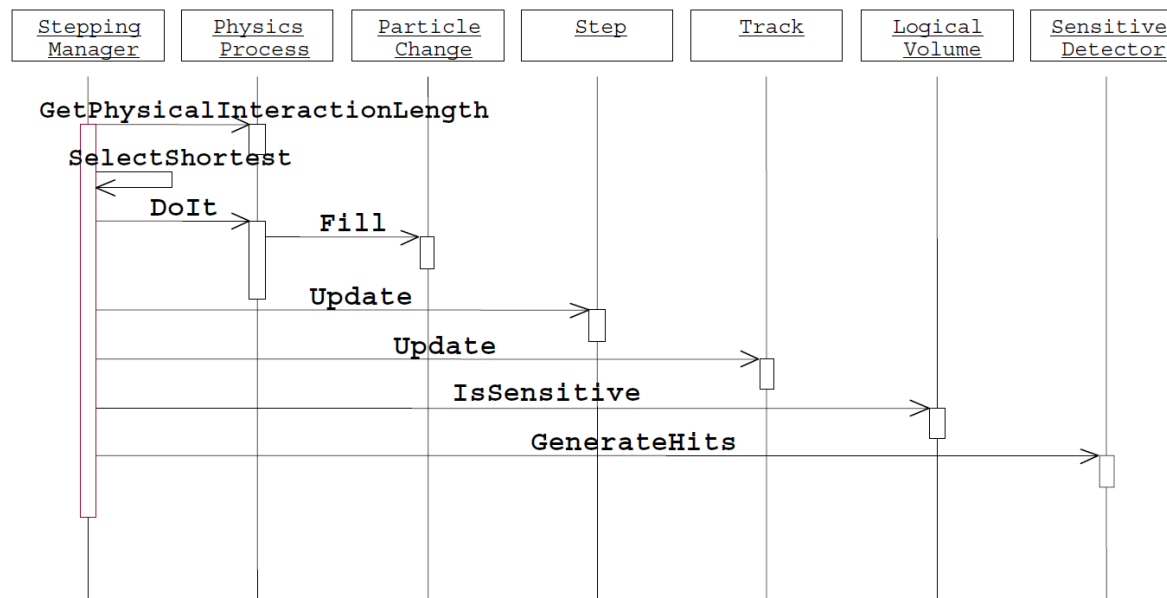 Stepping Manager
Physics Process
Particle Change
Step
Track
Logical Volume
Sensitive Detector
GetPhysicalInteractionLength
SelectShortest
DoIt
Fill
Update
Update
IsSensitive
GenerateHits